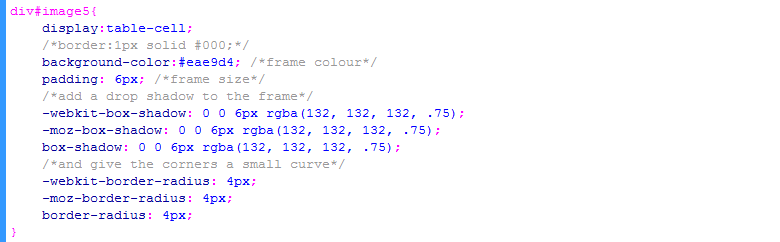 div#image5{
display:table-cell;
/*border:1px solid #000;*/
background-color:#eae9d4; /*frame colour*/
padding: 6px; /*frame size*/
/*add a drop shadow to the frame*/
-webkit-box-shadow: 0 0 6px rgba(132, 132, 132, .75);
-moz-box-shadow: 0 0 6px rgba(132, 132, 132, .75);
box-shadow: 0 0 6px rgba(132, 132, 132, .75);
/*and give the corners a small curve*/
-webkit-border-radius: 4px;
-moz-border-radius: 4px;
border-radius: 4px;
}